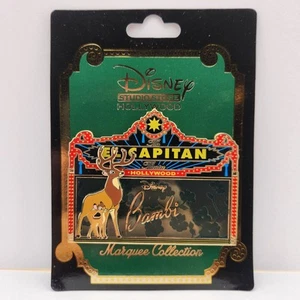 Disney
STUDIO STORE
HOLLYWOOD
EL CAPITAN
HOLLYWOOD
Disney
Bambi
Marquee Collection